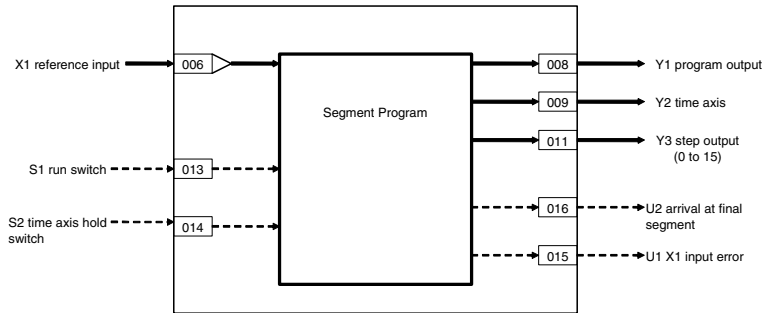 X1 reference input
006
008
Y1 program output
009
Y2 time axis
Segment Program
011
Y3 step output
(0 to 15)
S1 run switch
013
S2 time axis hold
switch
014
016
U2 arrival at final
segment
015
U1 X1 input error